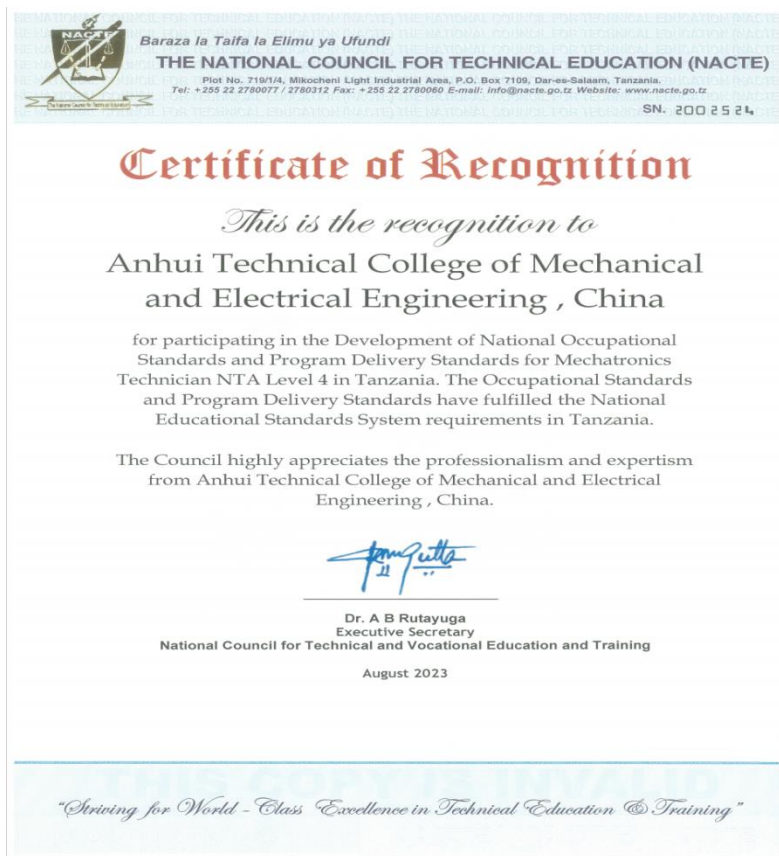 NACTE
Baraza la Taifa la Elimu ya Ufundi
THE NATIONAL COUNCIL FOR TECHNICAL EDUCATION (NACTE)
Plot No. 719/1/4, Mikocheni Light Industrial Area, P.O. Box 7109, Dar-es-Salaam, Tanzania.
Tel: +255 22 2780077 / 2780312 Fax: +255 22 2780060 E-mail: info@nacte.go.tz Website: www.nacte.go.tz
The National Council for Technical Education
SN. 2002524
Certificate of Recognition
This is the recognition to
Anhui Technical College of Mechanical
and Electrical Engineering , China
for participating in the Development of National Occupational
Standards and Program Delivery Standards for Mechatronics
Technician NTA Level 4 in Tanzania. The Occupational Standards
and Program Delivery Standards have fulfilled the National
Educational Standards System requirements in Tanzania.
The Council highly appreciates the professionalism and expertism
from Anhui Technical College of Mechanical and Electrical
Engineering , China.
Dr. A B Rutayuga
Executive Secretary
National Council for Technical and Vocational Education and Training
August 2023
THIS COPY IS INVALID
"Striving for World - Class Excellence in Technical Education & Training"